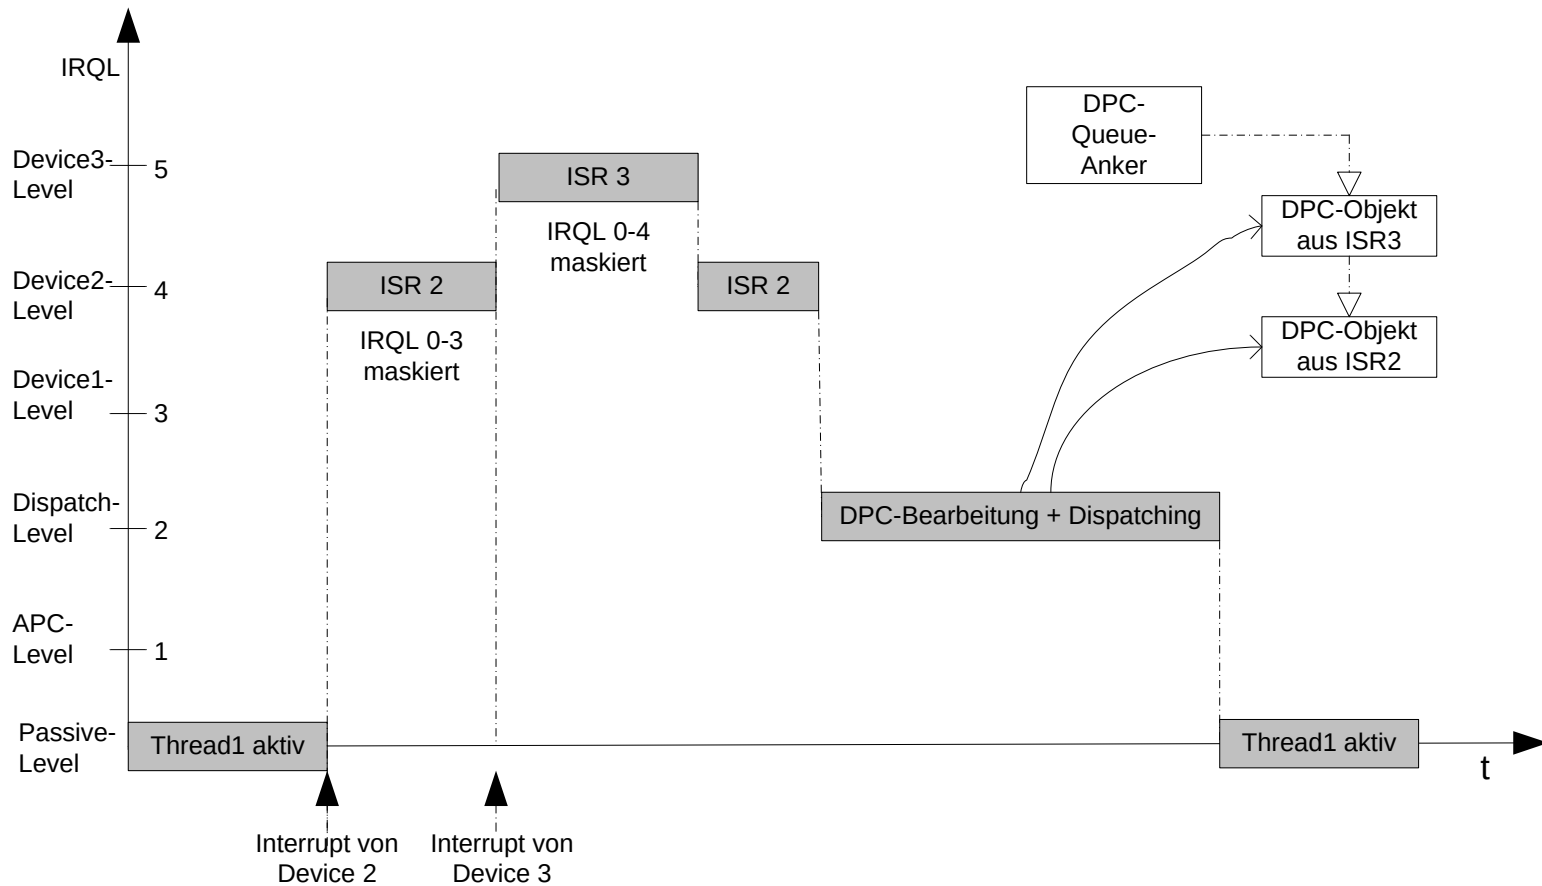 IRQL
Device3-
Level
5
ISR 3
IRQL 0-4
maskiert
DPC-
Queue-
Anker
DPC-Objekt
aus ISR3
Device2-
Level
4
ISR 2
ISR 2
IRQL 0-3
maskiert
DPC-Objekt
aus ISR2
Device1-
Level
3
Dispatch-
Level
2
DPC-Bearbeitung + Dispatching
APC-
Level
1
Passive-
Level
Thread1 aktiv
Thread1 aktiv
t
Interrupt von
Device 2
Interrupt von
Device 3